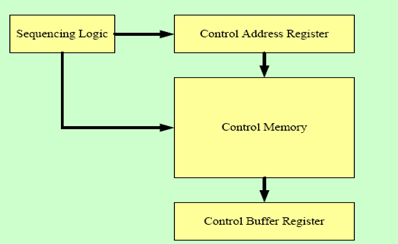 Sequencing Logic
Control Address Register
Control Memory
Control Buffer Register